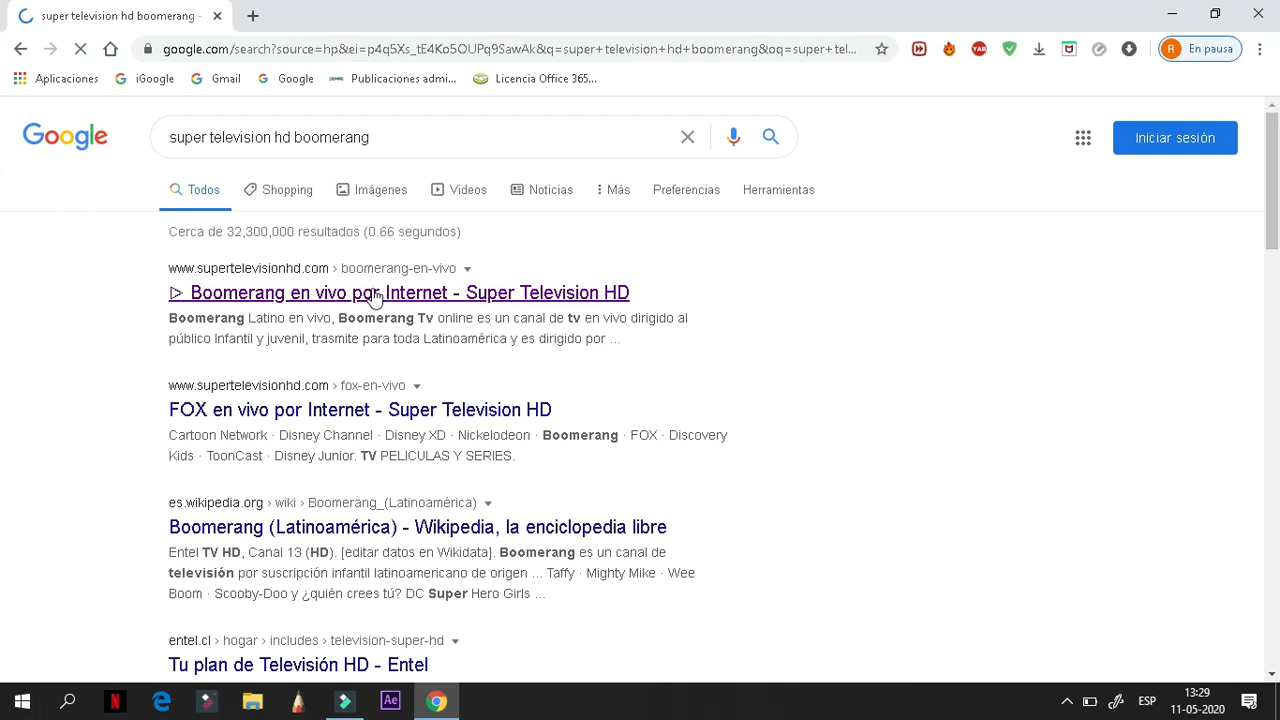 super television hd boomerang -
google.com/search?source=hp&ei=p4q5Xs_tE4Ko5OUPq9SawAk&q=super+television+hd+boomerang&oq=super+tel...
R En pausa
Aplicaciones iGoogle Gmail Google Publicaciones admi... Licencia Office 365...
Google
super television hd boomerang
Iniciar sesión
Todos Shopping Imágenes Videos Noticias Más Preferencias Herramientas
Cerca de 32,300,000 resultados (0.66 segundos)
www.supertelevisionhd.com › boomerang-en-vivo
▷ Boomerang en vivo por Internet - Super Television HD
Boomerang Latino en vivo, Boomerang Tv online es un canal de tv en vivo dirigido al
público Infantil y juvenil, trasmite para toda Latinoamérica y es dirigido por ...
www.supertelevisionhd.com › fox-en-vivo
FOX en vivo por Internet - Super Television HD
Cartoon Network · Disney Channel · Disney XD · Nickelodeon · Boomerang · FOX · Discovery
Kids · ToonCast · Disney Junior. TV PELICULAS Y SERIES.
es.wikipedia.org › wiki › Boomerang_(Latinoamérica)
Boomerang (Latinoamérica) - Wikipedia, la enciclopedia libre
Entel TV HD, Canal 13 (HD). [editar datos en Wikidata]. Boomerang es un canal de
televisión por suscripción infantil latinoamericano de origen ... Taffy · Mighty Mike · Wee
Boom · Scooby-Doo y ¿quién crees tú? DC Super Hero Girls ...
entel.cl › hogar › includes › television-super-hd
Tu plan de Televisión HD - Entel
N Ae ESP
13:29
11-05-2020